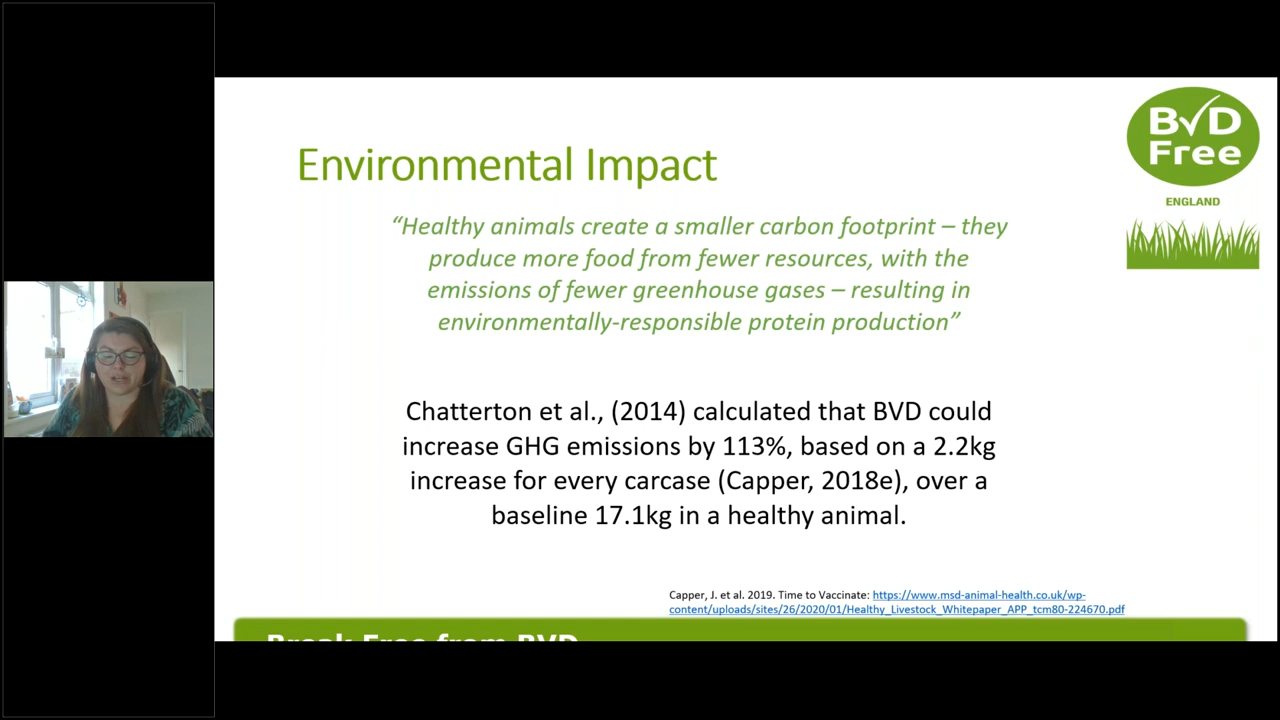 Environmental Impact
“Healthy animals create a smaller carbon footprint – they
produce more food from fewer resources, with the
emissions of fewer greenhouse gases – resulting in
environmentally-responsible protein production”
Chatterton et al., (2014) calculated that BVD could
increase GHG emissions by 113%, based on a 2.2kg
increase for every carcase (Capper, 2018e), over a
baseline 17.1kg in a healthy animal.
Capper, J. et al. 2019. Time to Vaccinate: https://www.msd-animal-health.co.uk/wp-
content/uploads/sites/26/2020/01/Healthy_Livestock_Whitepaper_APP_tcm80-224670.pdf
Break Free from BVD
BVD
Free
ENGLAND